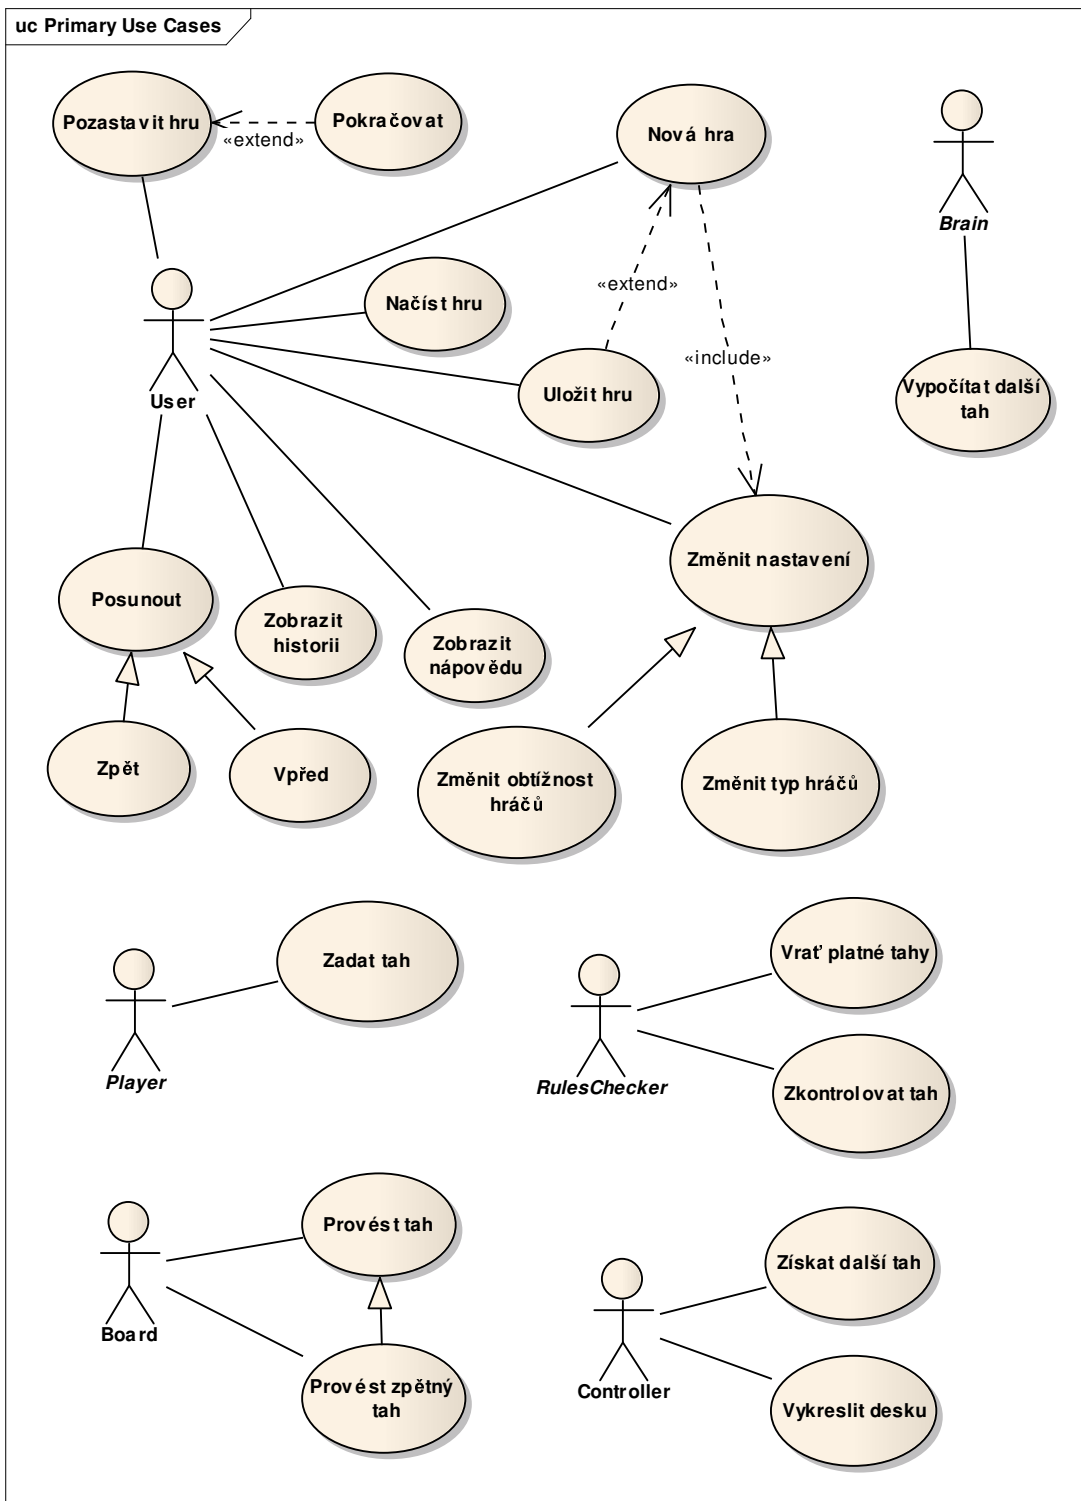 uc Primary Use Cases
Pozastavit hru
«extend»
Pokračovat
Nová hra
Brain
Načíst hru
«extend»
«include»
Uložit hru
Vypočítat další
tah
User
Změnit nastavení
Posunout
Zobrazit
historii
Zobrazit
nápovědu
Zpět
Vpřed
Změnit obtížnost
hráčů
Změnit typ hráčů
Zadat tah
Player
Vrať platné tahy
RulesChecker
Zkontrolovat tah
Provést tah
Board
Provést zpětný
tah
Získat další tah
Controller
Vykreslit desku